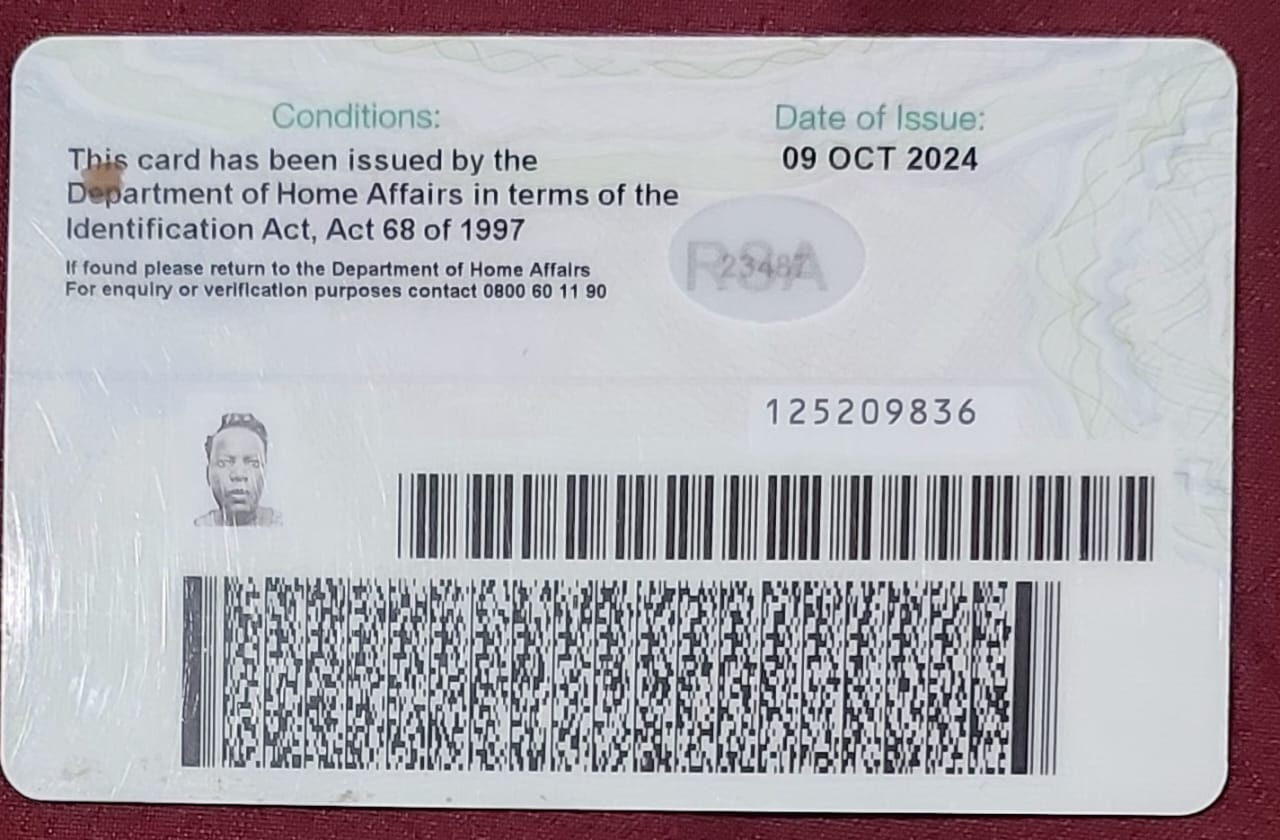 Conditions:
This card has been issued by the
Department of Home Affairs in terms of the
Identification Act, Act 68 of 1997
If found please return to the Department of Home Affairs
For enquiry or verification purposes contact 0800 60 11 90
Date of Issue:
09 OCT 2024
RSA
125209836